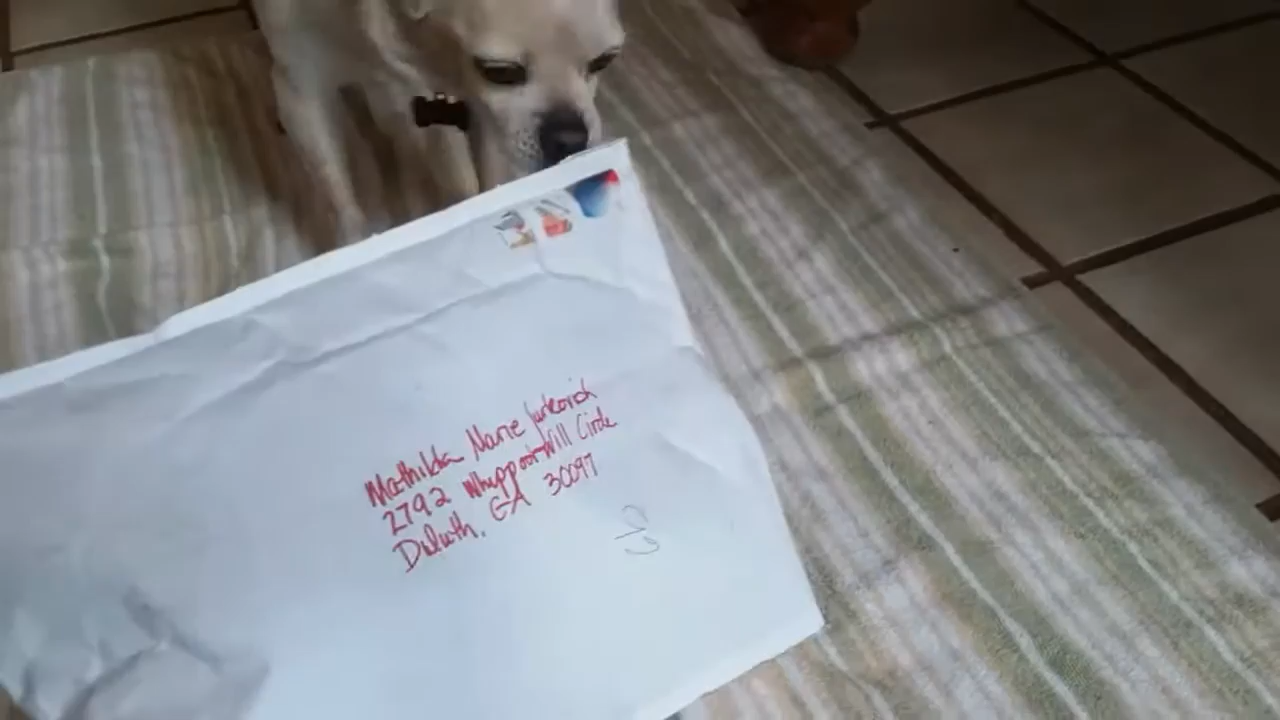 Mathilda Marie Jurkovich
2792 Whippoorwill Circle
Duluth, GA 30097